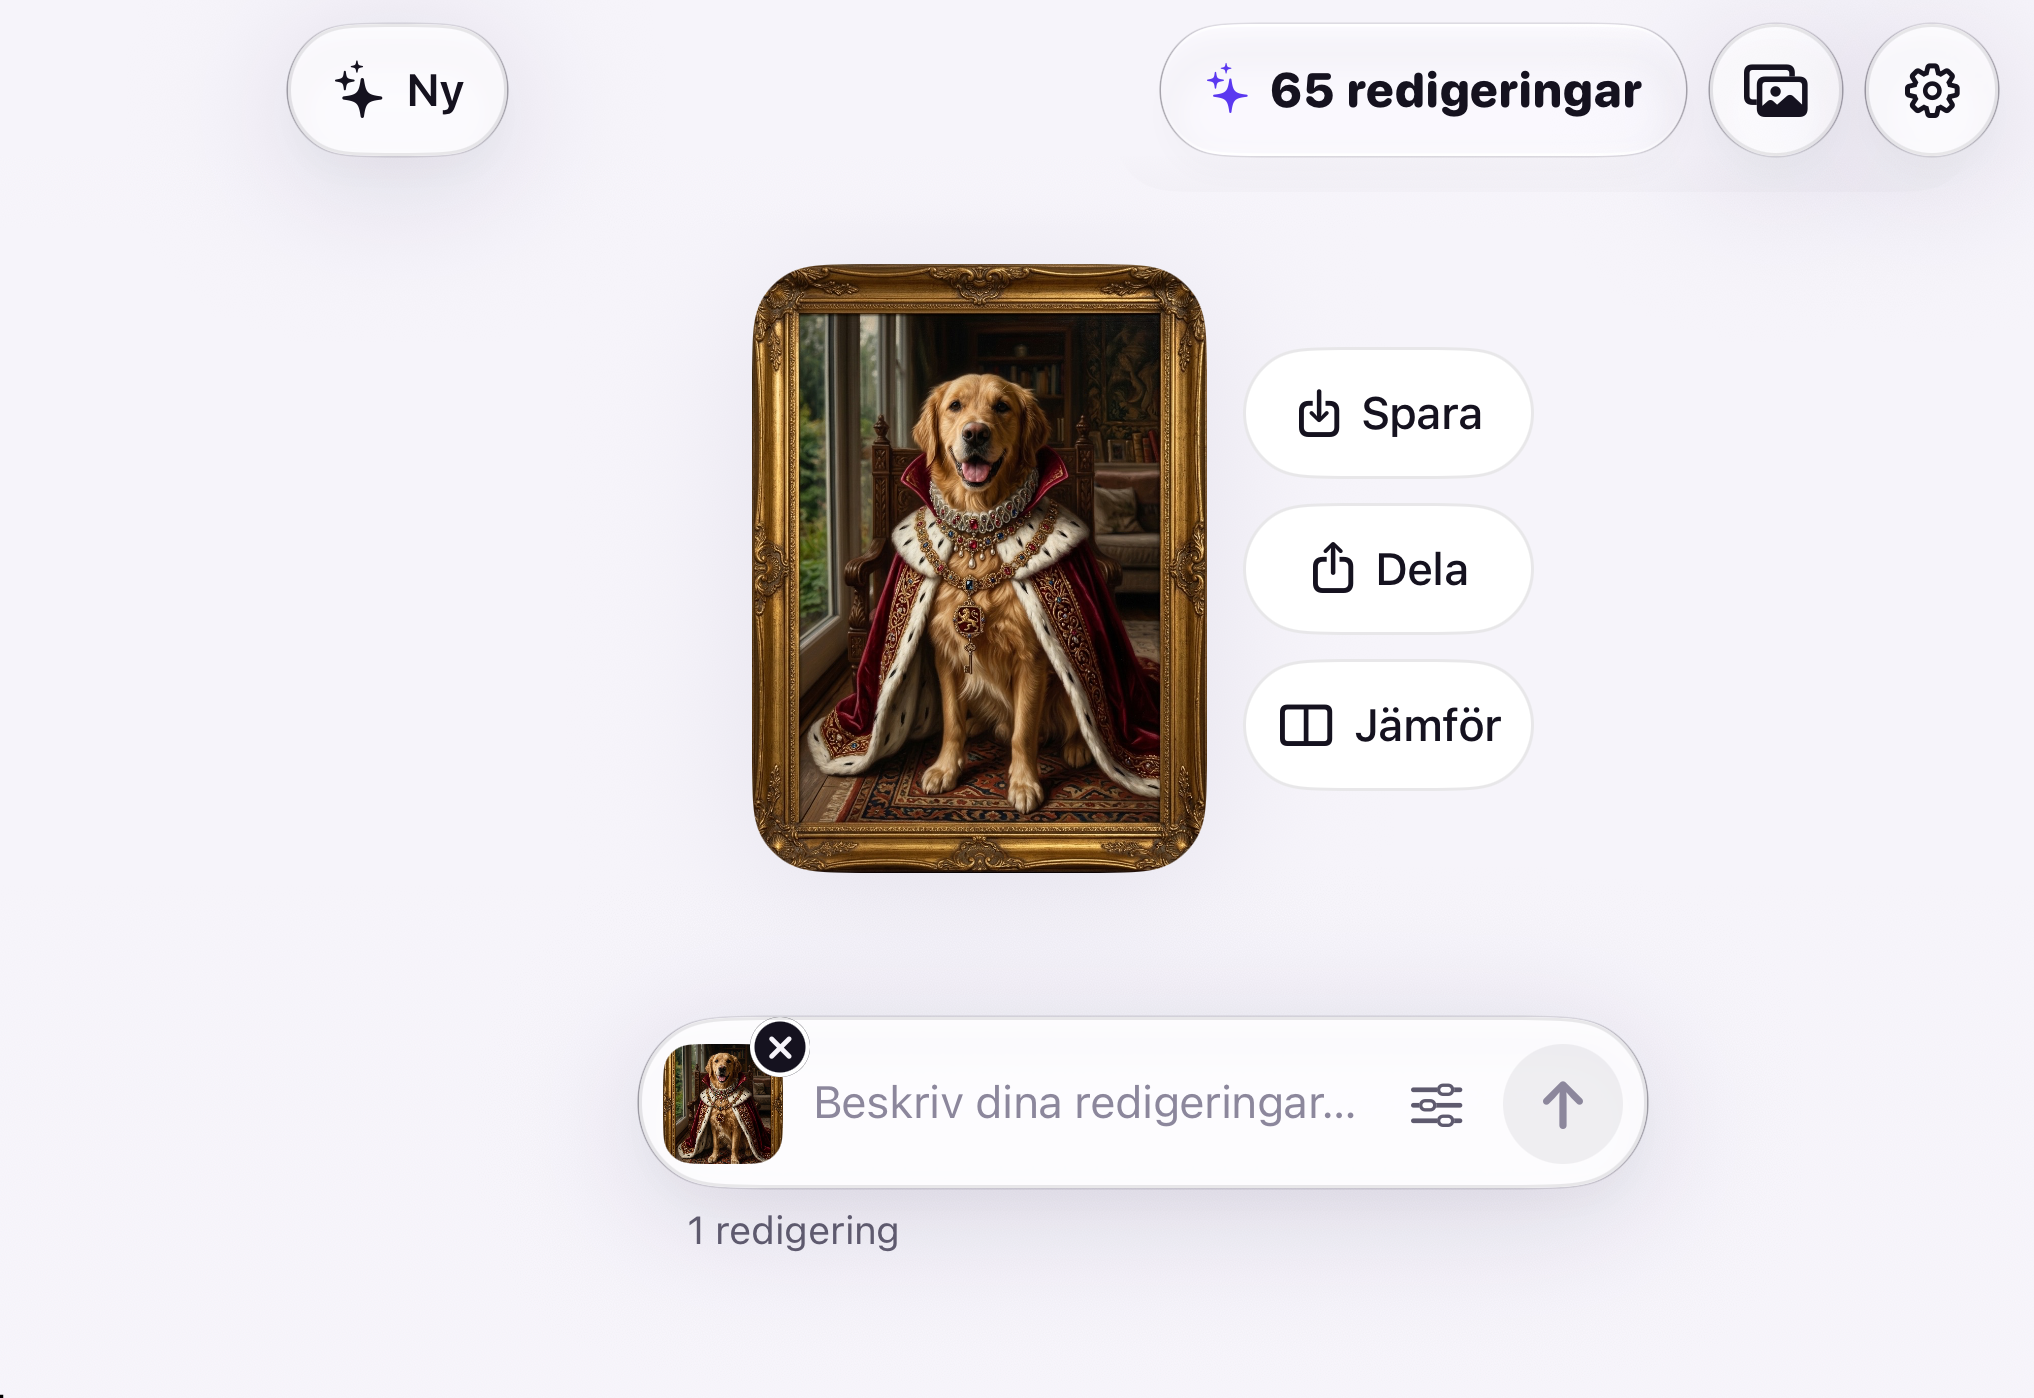 Ny
65 redigeringar
Spara
Dela
Jämför
Beskriv dina redigeringar...
1 redigering